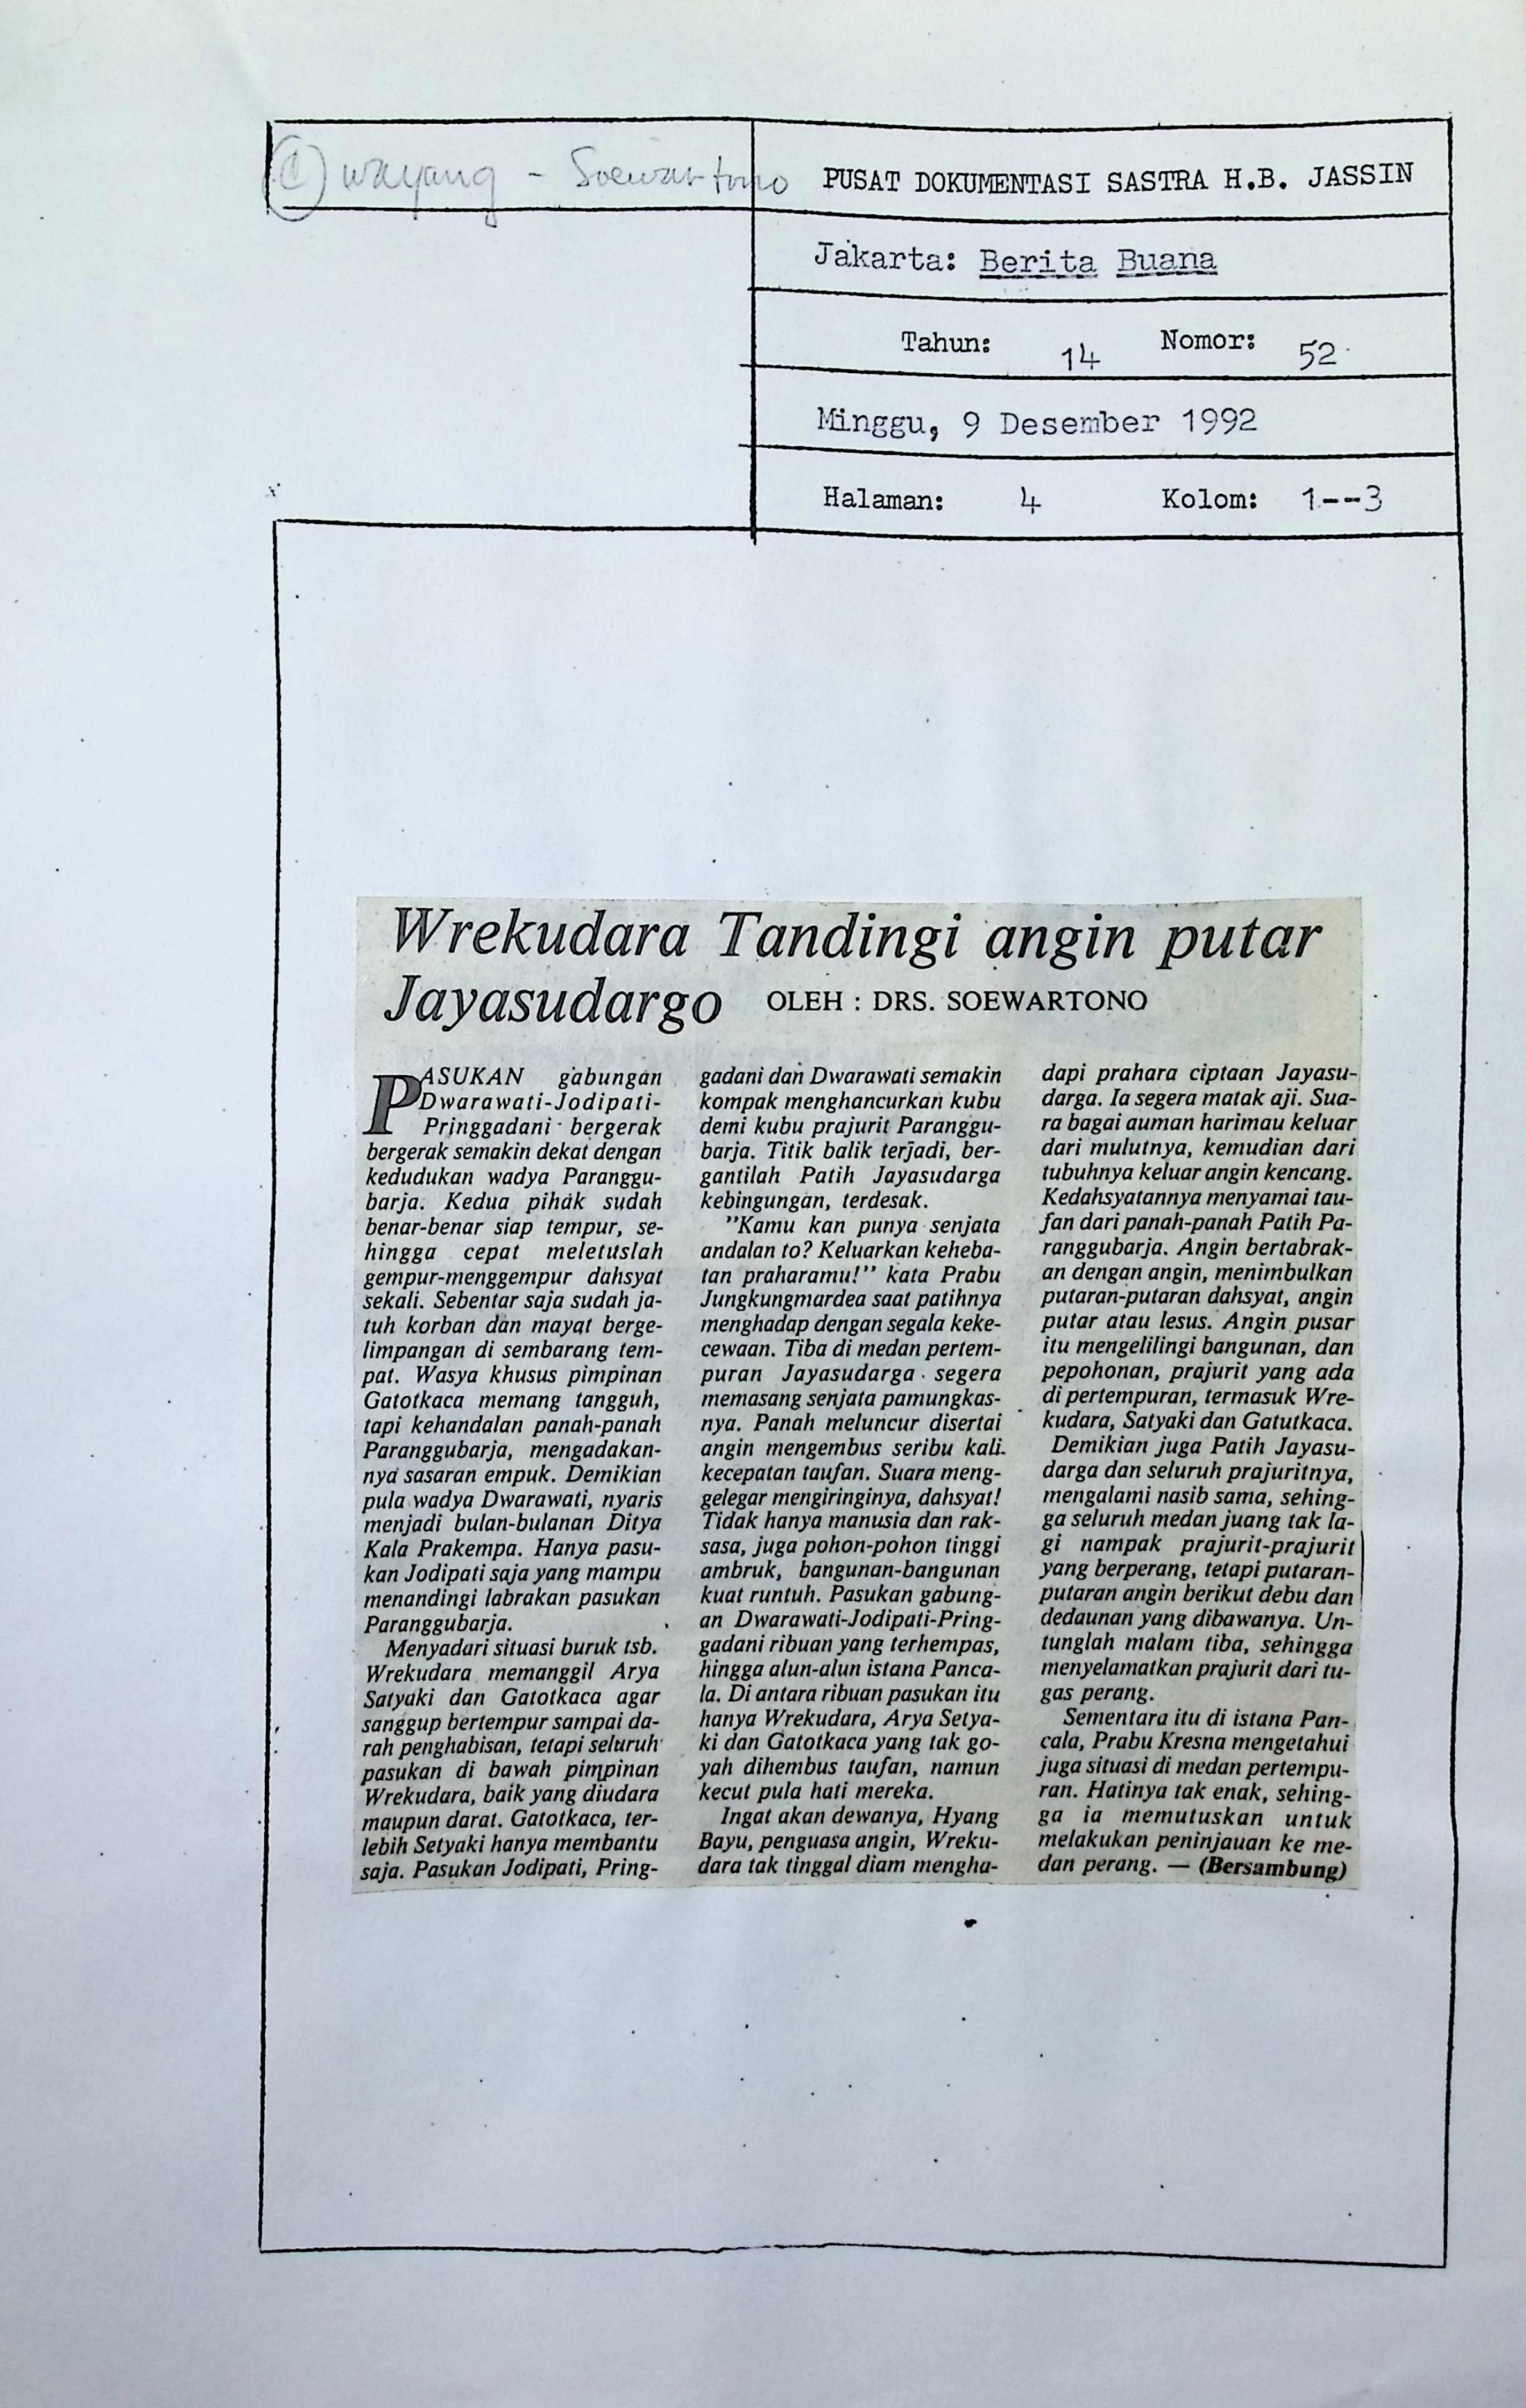 ① wayang - Soewartono
PUSAT DOKUMENTASI SASTRA H.B. JASSIN
Jakarta: Berita Buana
Tahun: 14 Nomor: 52
Minggu, 9 Desember 1992
Halaman: 4 Kolom: 1--3
Wrekudara Tandingi angin putar
Jayasudargo OLEH : DRS. SOEWARTONO
PASUKAN gabungan
Dwarawati-Jodipati-
Pringgadani bergerak
bergerak semakin dekat dengan
kedudukan wadya Paranggu-
barja. Kedua pihak sudah
benar-benar siap tempur, se-
hingga cepat meletuslah
gempur-menggempur dahsyat
sekali. Sebentar saja sudah ja-
tuh korban dan mayat berge-
limpangan di sembarang tem-
pat. Wasya khusus pimpinan
Gatotkaca memang tangguh,
tapi kehandalan panah-panah
Paranggubarja, mengadakan-
nya sasaran empuk. Demikian
pula wadya Dwarawati, nyaris
menjadi bulan-bulanan Ditya
Kala Prakempa. Hanya pasu-
kan Jodipati saja yang mampu
menandingi labrakan pasukan
Paranggubarja.
Menyadari situasi buruk tsb.
Wrekudara memanggil Arya
Satyaki dan Gatotkaca agar
sanggup bertempur sampai da-
rah penghabisan, tetapi seluruh
pasukan di bawah pimpinan
Wrekudara, baik yang diudara
maupun darat. Gatotkaca, ter-
lebih Setyaki hanya membantu
saja. Pasukan Jodipati, Pring-
gadani dan Dwarawati semakin
kompak menghancurkan kubu
demi kubu prajurit Paranggu-
barja. Titik balik terjadi, ber-
gantilah Patih Jayasudarga
kebingungan, terdesak.
"Kamu kan punya senjata
andalan to? Keluarkan keheba-
tan praharamu!" kata Prabu
Jungkungmardea saat patihnya
menghadap dengan segala keke-
cewaan. Tiba di medan pertem-
puran Jayasudarga segera
memasang senjata pamungkas-
nya. Panah meluncur disertai
angin mengembus seribu kali
kecepatan taufan. Suara meng-
gelegar mengiringinya, dahsyat!
Tidak hanya manusia dan rak-
sasa, juga pohon-pohon tinggi
ambruk, bangunan-bangunan
kuat runtuh. Pasukan gabung-
an Dwarawati-Jodipati-Pring-
gadani ribuan yang terhempas,
hingga alun-alun istana Panca-
la. Di antara ribuan pasukan itu
hanya Wrekudara, Arya Setya-
ki dan Gatotkaca yang tak go-
yah dihembus taufan, namun
kecut pula hati mereka.
Ingat akan dewanya, Hyang
Bayu, penguasa angin, Wreku-
dara tak tinggal diam mengha-
dapi prahara ciptaan Jayasu-
darga. Ia segera matak aji. Sua-
ra bagai auman harimau keluar
dari mulutnya, kemudian dari
tubuhnya keluar angin kencang.
Kedahsyatannya menyamai tau-
fan dari panah-panah Patih Pa-
ranggubarja. Angin bertabrak-
an dengan angin, menimbulkan
putaran-putaran dahsyat, angin
putar atau lesus. Angin pusar
itu mengelilingi bangunan, dan
pepohonan, prajurit yang ada
di pertempuran, termasuk Wre-
kudara, Satyaki dan Gatutkaca.
Demikian juga Patih Jayasu-
darga dan seluruh prajuritnya,
mengalami nasib sama, sehing-
ga seluruh medan juang tak la-
gi nampak prajurit-prajurit
yang berperang, tetapi putaran-
putaran angin berikut debu dan
dedaunan yang dibawanya. Un-
tunglah malam tiba, sehingga
menyelamatkan prajurit dari tu-
gas perang.
Sementara itu di istana Pan-
cala, Prabu Kresna mengetahui
juga situasi di medan pertempu-
ran. Hatinya tak enak, sehing-
ga ia memutuskan untuk
melakukan peninjauan ke me-
dan perang. — (Bersambung)